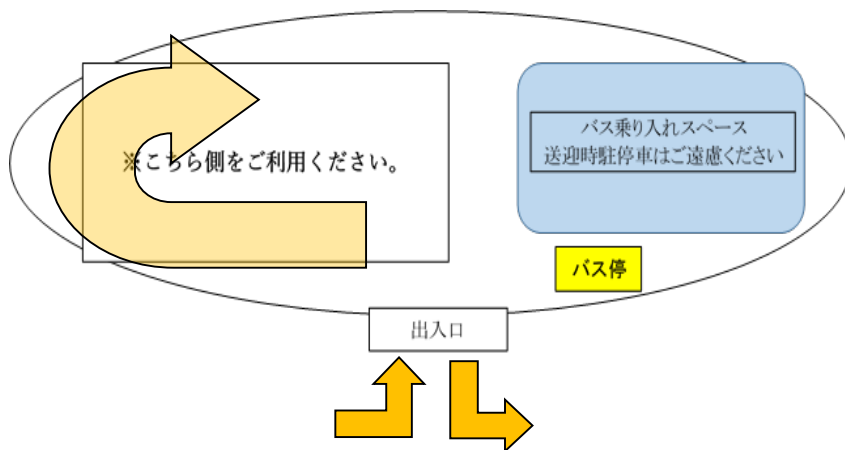 ※こちら側をご利用ください。
バス乗り入れスペース
送迎時駐停車はご遠慮ください
バス停
出入口